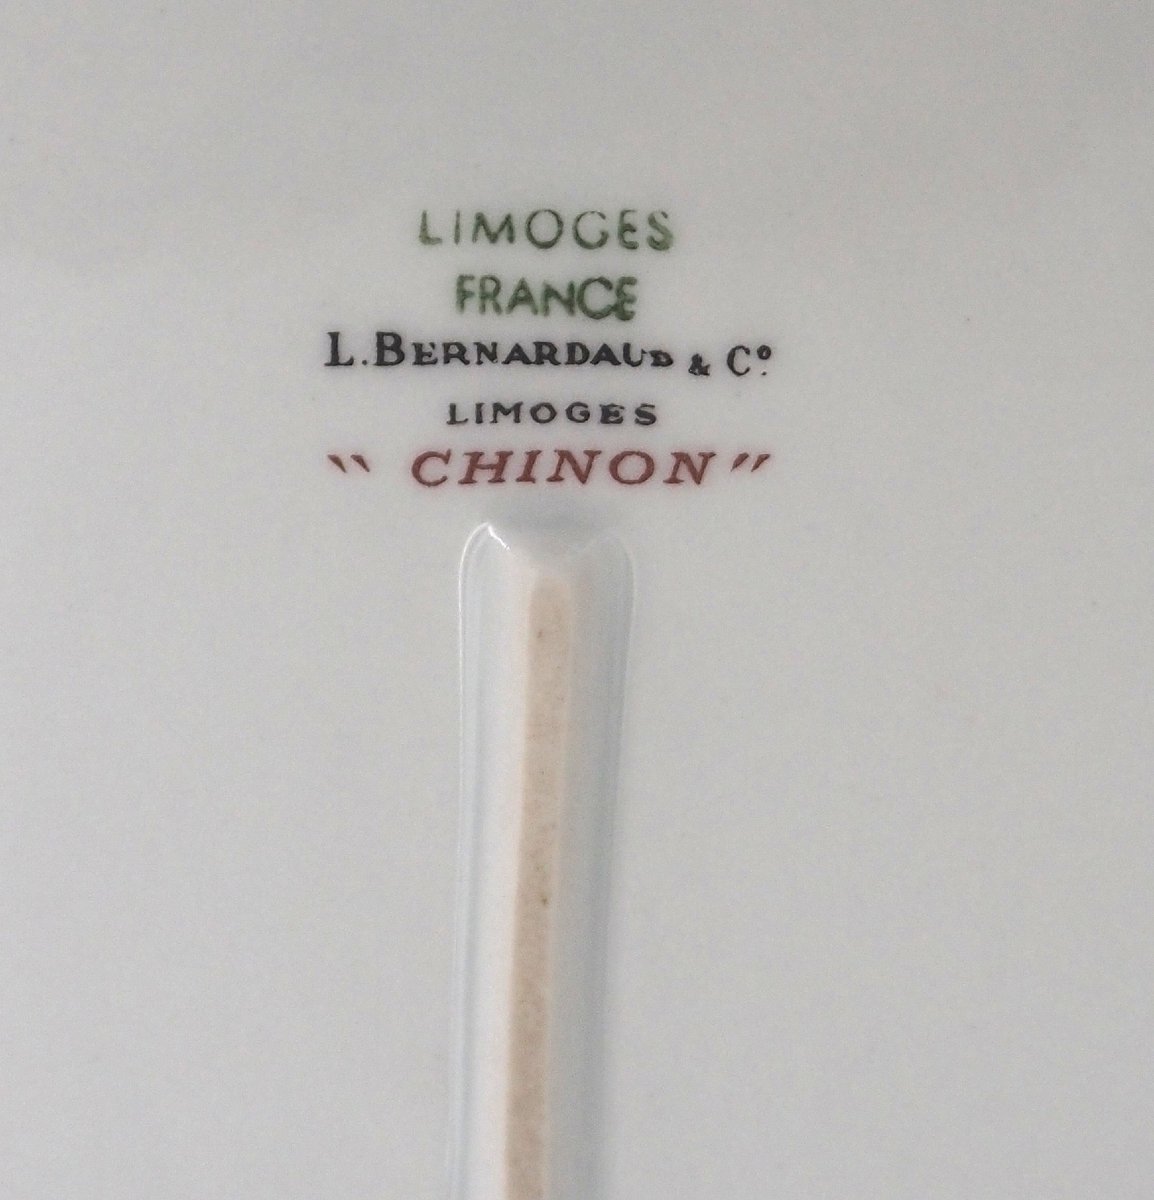 LIMOGES
FRANCE
L. BERNARDAUD & Cº.
LIMOGES
"CHINON"